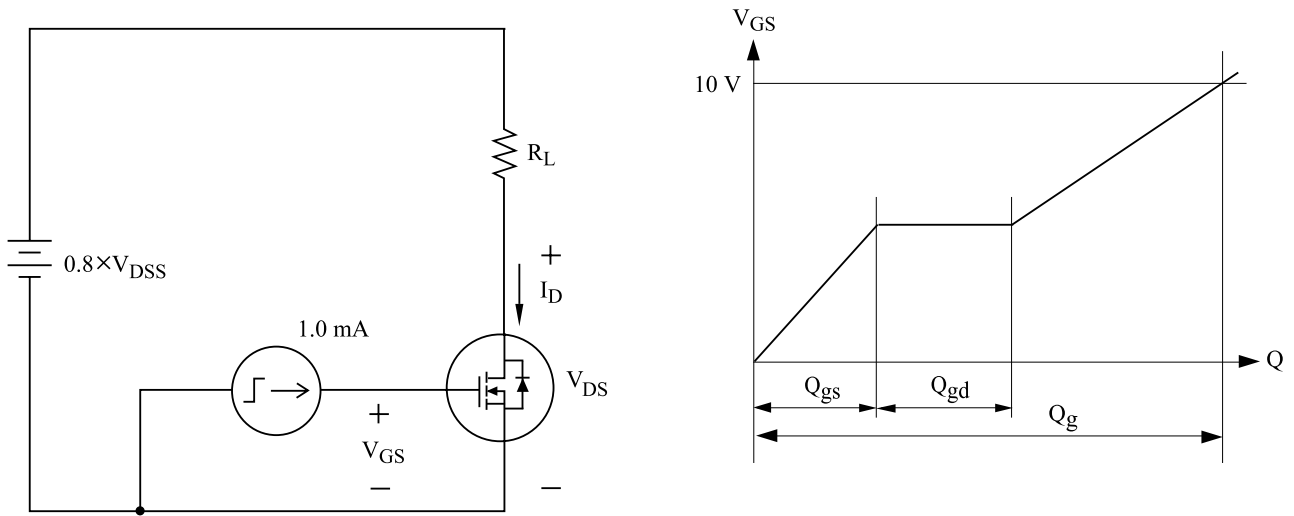 0.8×V_DSS
R_L
+
I_D
1.0 mA
V_DS
+
V_GS
−
−
V_GS
10 V
Q
Q_gs
Q_gd
Q_g